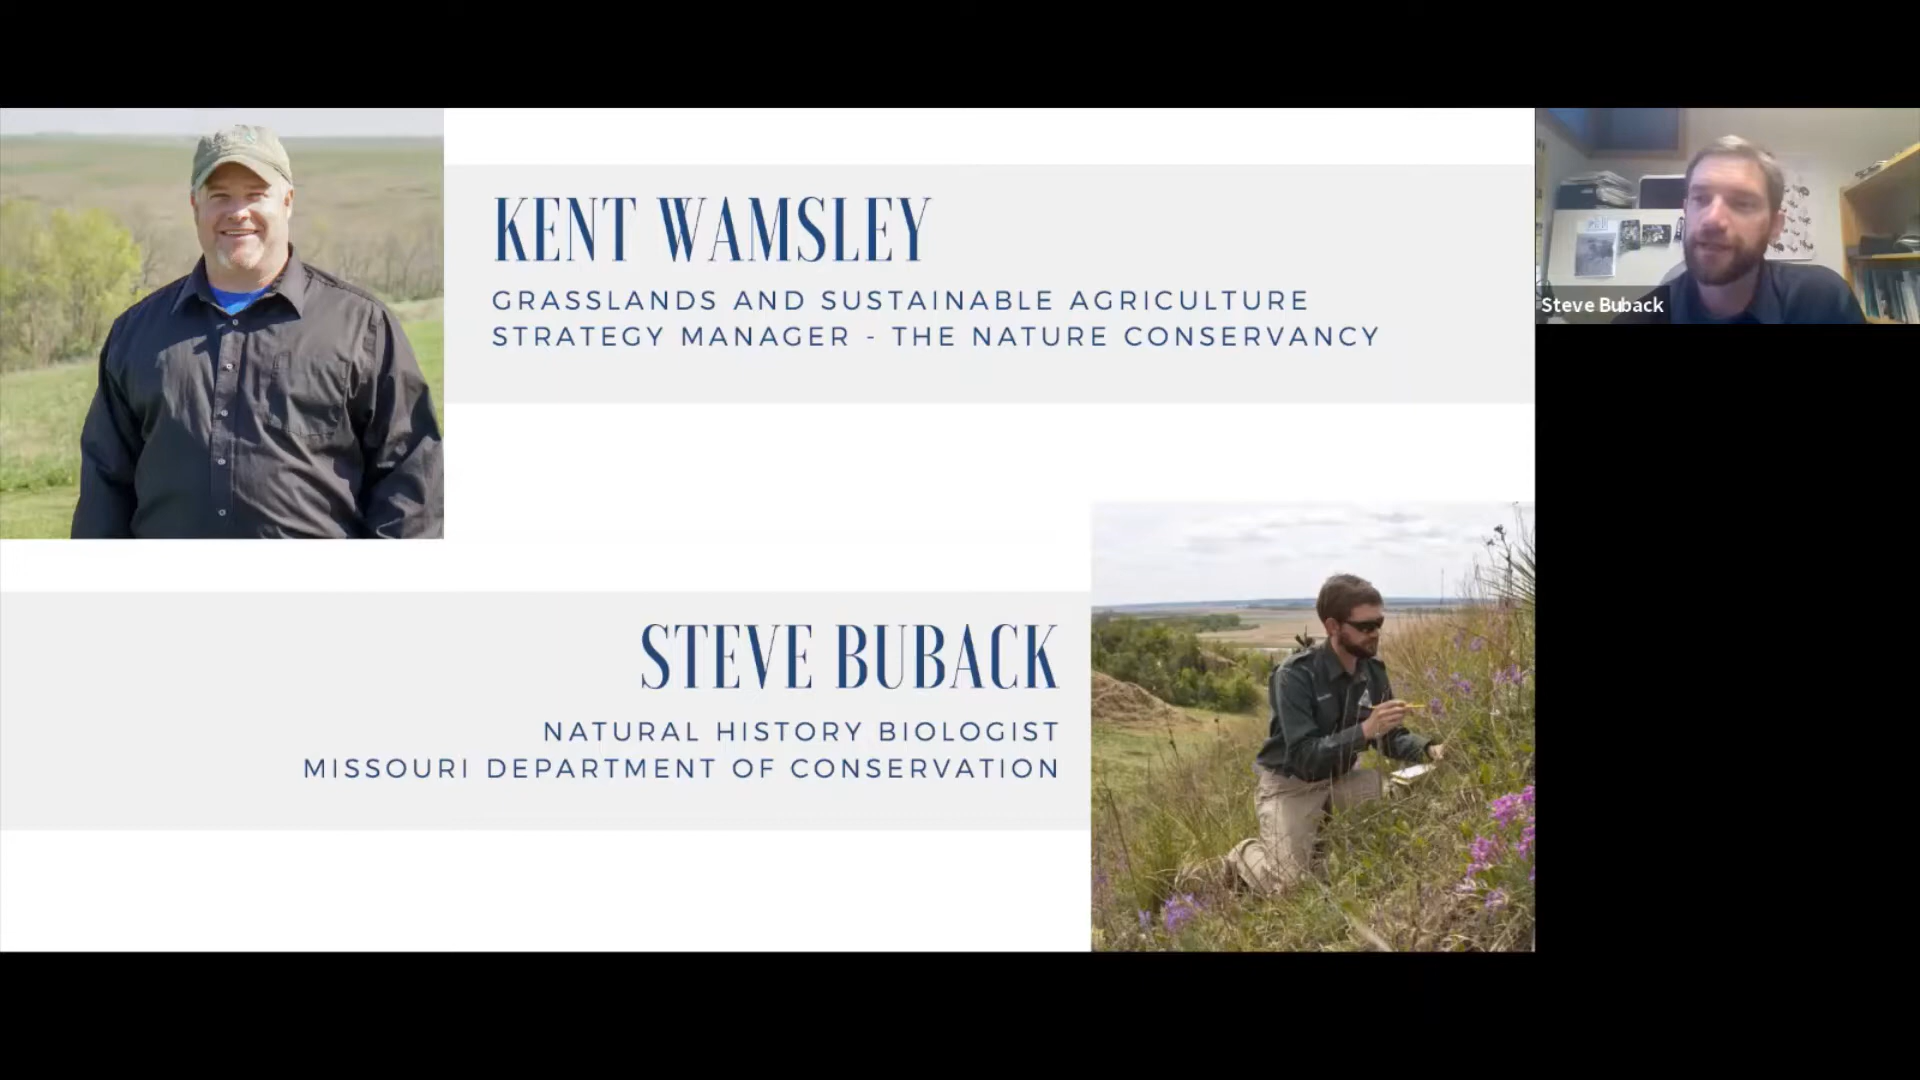 KENT WAMSLEY
GRASSLANDS AND SUSTAINABLE AGRICULTURE
STRATEGY MANAGER - THE NATURE CONSERVANCY
Steve Buback
STEVE BUBACK
NATURAL HISTORY BIOLOGIST
MISSOURI DEPARTMENT OF CONSERVATION